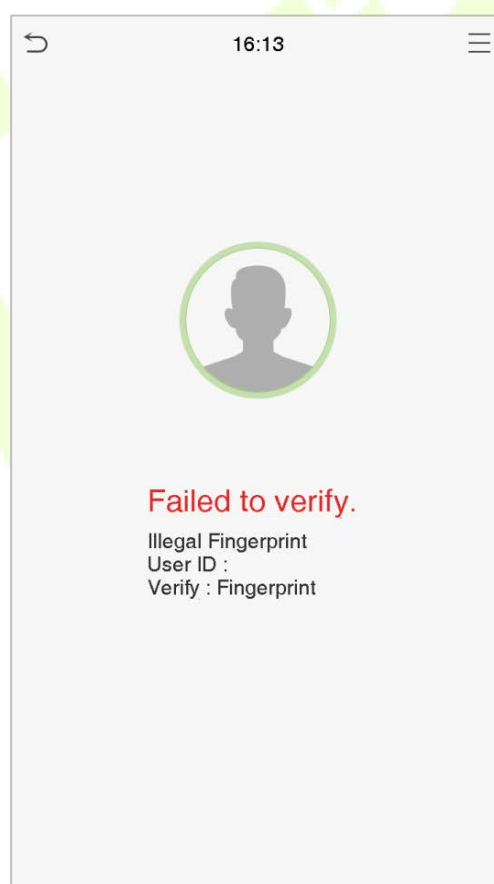 16:13
Failed to verify.
Illegal Fingerprint
User ID :
Verify : Fingerprint